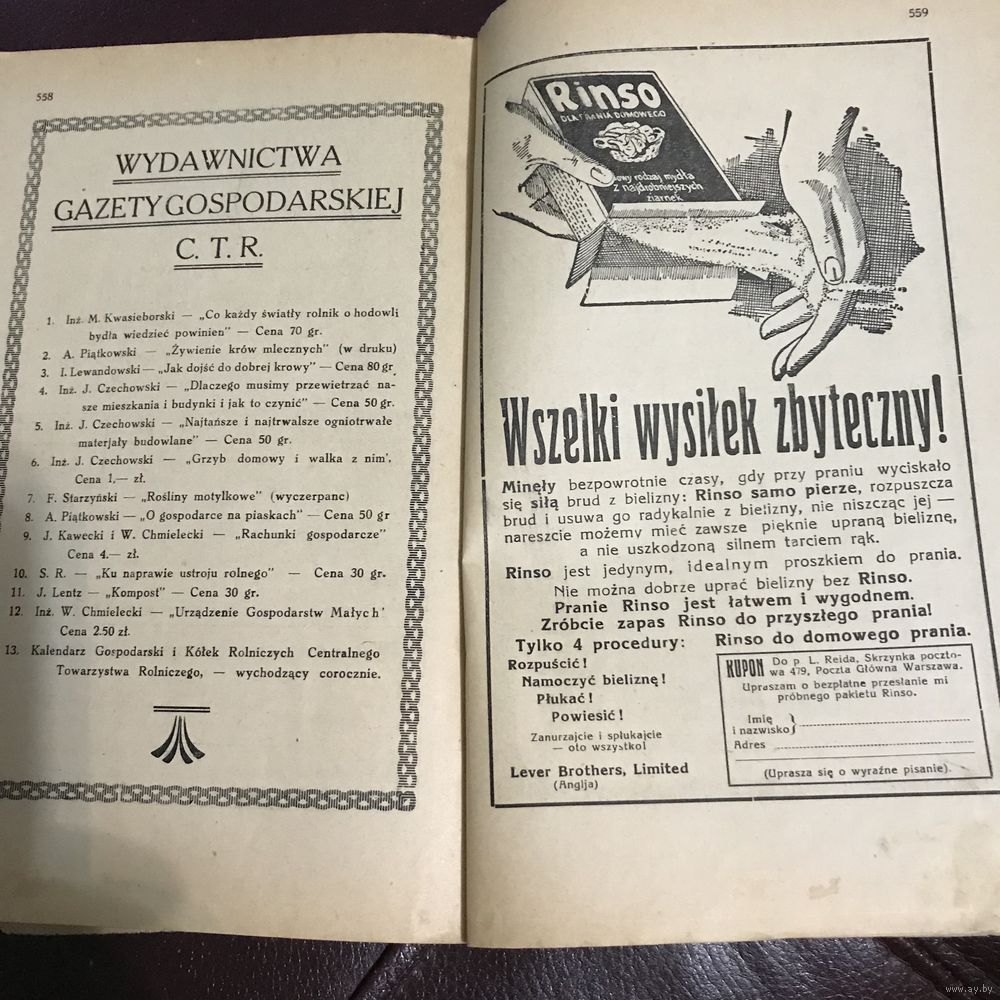 558
WYDAWNICTWA
GAZETY GOSPODARSKIEJ
C. T. R.
1. Inż. M. Kwasieborski — „Co każdy światły rolnik o hodowli
bydła wiedzieć powinien” — Cena 70 gr.
2. A. Piątkowski — „Żywienie krów mlecznych” (w druku)
3. I. Lewandowski — „Jak dojść do dobrej krowy” — Cena 80 gr
4. Inż. J. Czechowski — „Dlaczego musimy przewietrzać na-
sze mieszkania i budynki i jak to czynić” — Cena 50 gr.
5. Inż. J. Czechowski — „Najtańsze i najtrwalsze ogniotrwałe
materjały budowlane” — Cena 50 gr.
6. Inż. J. Czechowski — „Grzyb domowy i walka z nim',
Cena 1,— zł.
7. F. Starzyński — „Rośliny motylkowe” (wyczerpanc)
8. A. Piątkowski — „O gospodarce na piaskach” — Cena 50 gr
9. J. Kawecki i W. Chmielecki — „Rachunki gospodarcze”
Cena 4.— zł.
10. S. R. — „Ku naprawie ustroju rolnego” — Cena 30 gr.
11. J. Lentz — „Kompost” — Cena 30 gr.
12. Inż. W. Chmielecki — „Urządzenie Gospodarstw Małych'
Cena 2.50 zł.
13. Kalendarz Gospodarski i Kółek Rolniczych Centralnego
Towarzystwa Rolniczego, — wychodzący corocznie.
559
Rinso
DLA PRANIA DOMOWEGO
owy rodzaj mydła
z najdrobniejszych
ziarnek
Wszelki wysiłek zbyteczny!
Minęły bezpowrotnie czasy, gdy przy praniu wyciskało
się siłą brud z bielizny: Rinso samo pierze, rozpuszcza
brud i usuwa go radykalnie z bielizny, nie niszcząc jej —
nareszcie możemy mieć zawsze pięknie upraną bieliznę,
a nie uszkodzoną silnem tarciem rąk.
Rinso jest jedynym, idealnym proszkiem do prania.
Nie można dobrze uprać bielizny bez Rinso.
Pranie Rinso jest łatwem i wygodnem.
Zróbcie zapas Rinso do przyszłego prania!
Tylko 4 procedury: Rinso do domowego prania.
Rozpuścić!
Namoczyć bieliznę!
Płukać!
Powiesić!
Zanurzajcie i spłukajcie
— oto wszystko!
Lever Brothers, Limited
(Anglja)
KUPON Do p L. Reida, Skrzynka poczto-
wa 479, Poczta Główna Warszawa.
Upraszam o bezpłatne przesłanie mi
próbnego pakietu Rinso.
Imię
i nazwisko
Adres
(Uprasza się o wyraźne pisanie).
www.ay.by